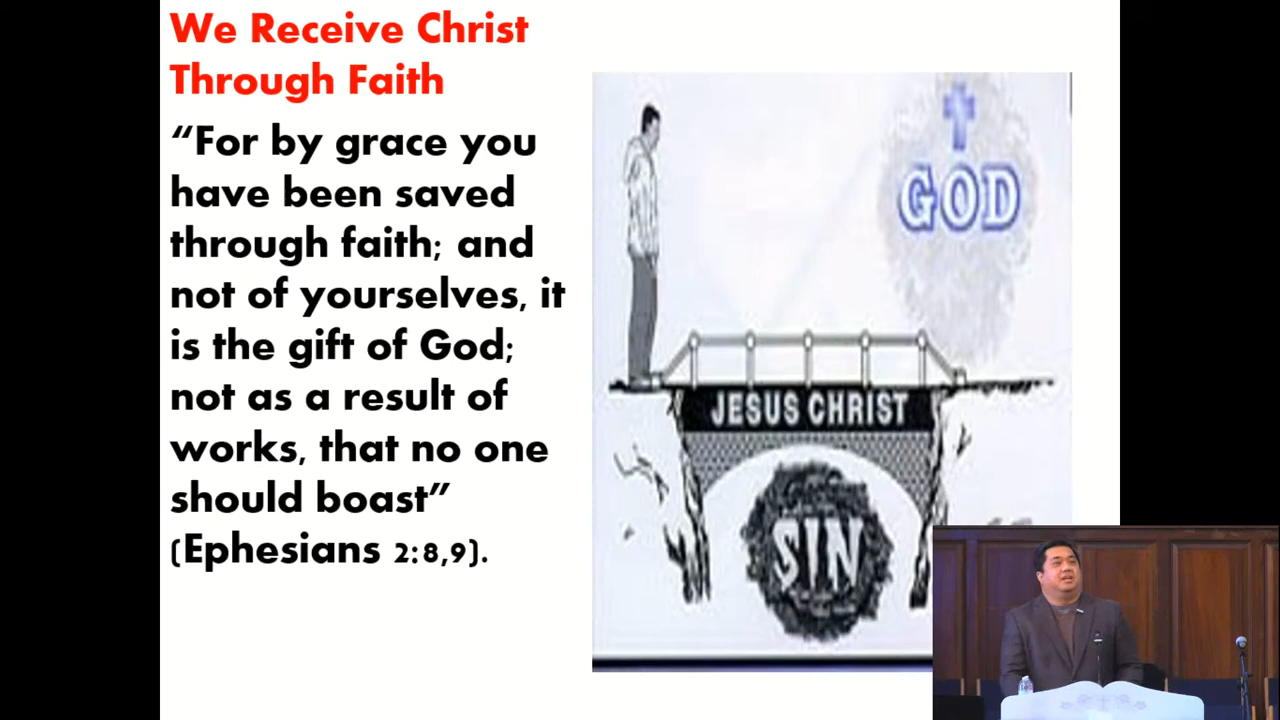 We Receive Christ
Through Faith
“For by grace you
have been saved
through faith; and
not of yourselves, it
is the gift of God;
not as a result of
works, that no one
should boast”
(Ephesians 2:8,9).
GOD
JESUS CHRIST
SIN